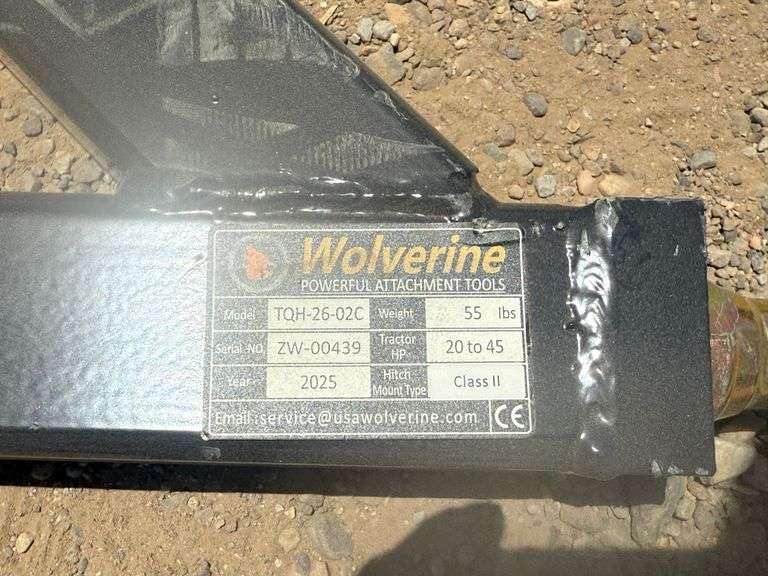 Wolverine
POWERFUL ATTACHMENT TOOLS
Model TQH-26-02C Weight 55 lbs
Serial NO ZW-00439 Tractor HP 20 to 45
Year 2025 Hitch Mount Type Class II
Email :service@usawolverine.com CE